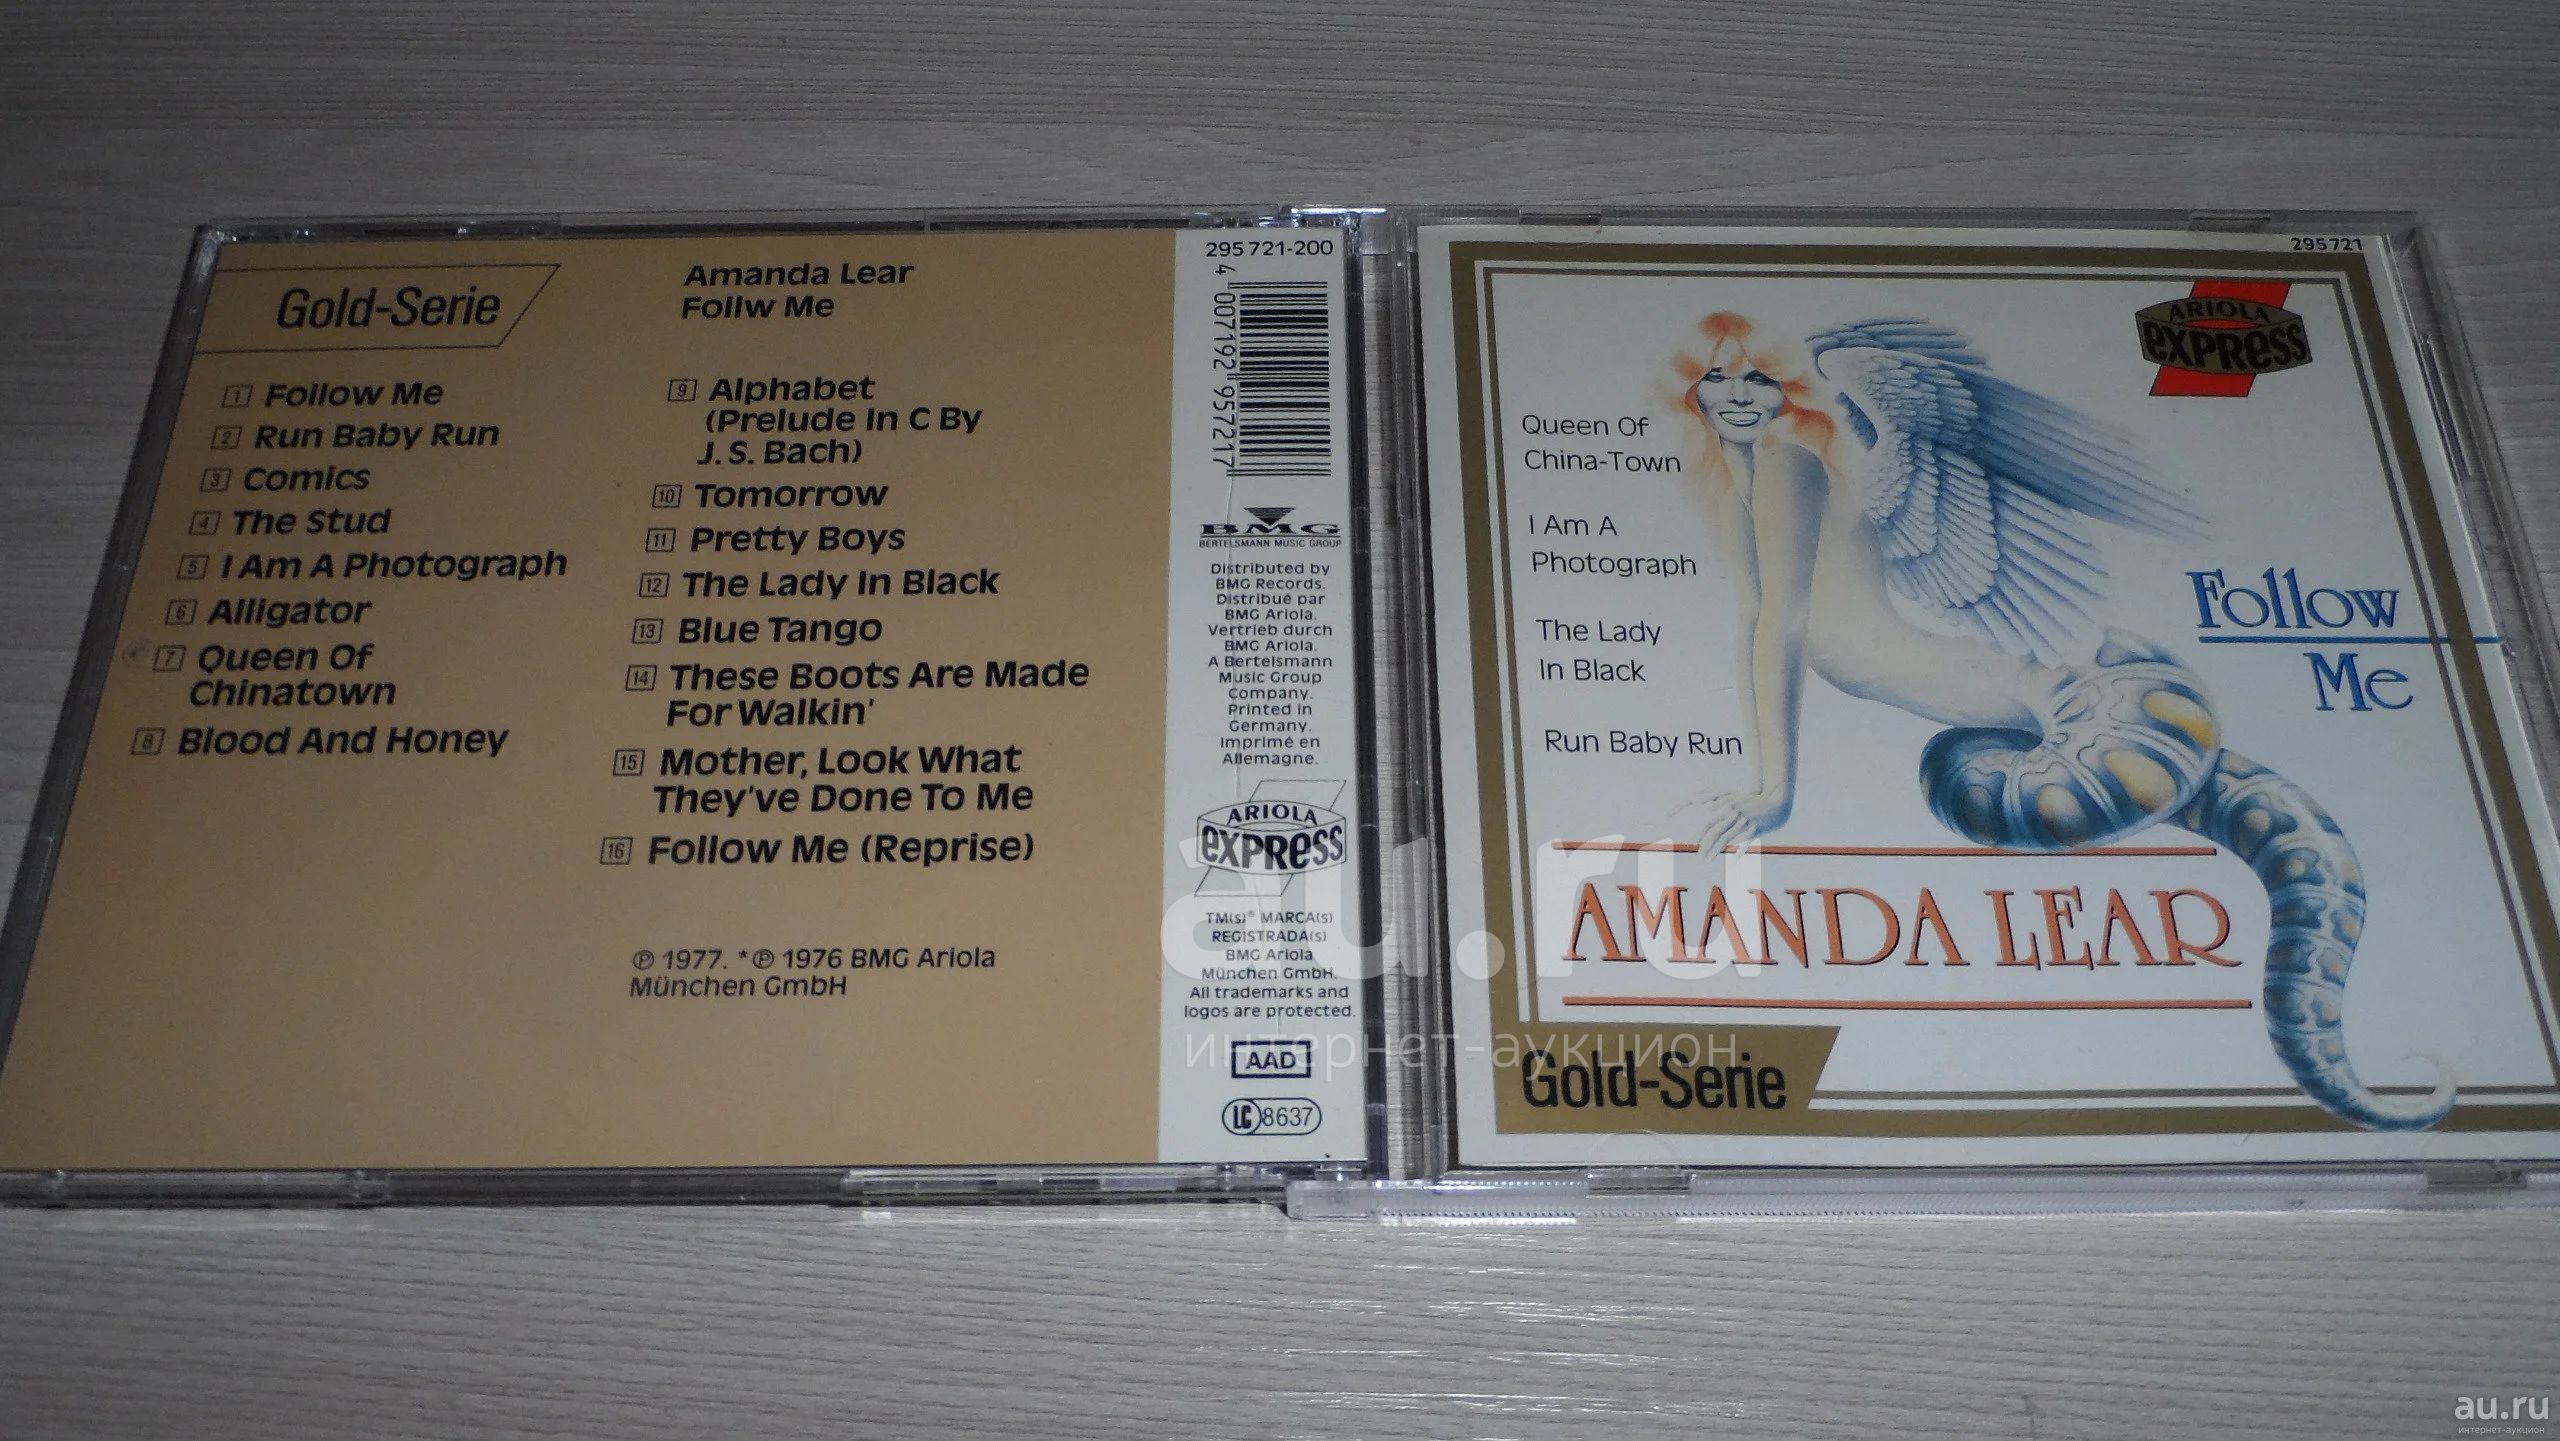 Gold-Serie
Amanda Lear
Follw Me
1 Follow Me
2 Run Baby Run
3 Comics
4 The Stud
5 I Am A Photograph
6 Alligator
7 Queen Of
Chinatown
8 Blood And Honey
9 Alphabet
(Prelude In C By
J. S. Bach)
10 Tomorrow
11 Pretty Boys
12 The Lady In Black
13 Blue Tango
14 These Boots Are Made
For Walkin'
15 Mother, Look What
They've Done To Me
16 Follow Me (Reprise)
℗ 1977. *℗ 1976 BMG Ariola
München GmbH
295 721-200
4 007192 957217
BMG
BERTELSMANN MUSIC GROUP
Distributed by
BMG Records.
Distribué par
BMG Ariola.
Vertrieb durch
BMG Ariola.
A Bertelsmann
Music Group
Company.
Printed in
Germany.
Imprimé en
Allemagne.
ARIOLA
EXPRESS
TM(S)® MARCA(S)
REGISTRADA(S)
BMG Ariola
München GmbH.
All trademarks and
logos are protected.
AAD
LC 8637
295721
ARIOLA
EXPRESS
Queen Of
China-Town
I Am A
Photograph
The Lady
In Black
Run Baby Run
Follow
Me
AMANDA LEAR
Gold-Serie
au.ru
интернет-аукцион
au.ru
интернет-аукцион